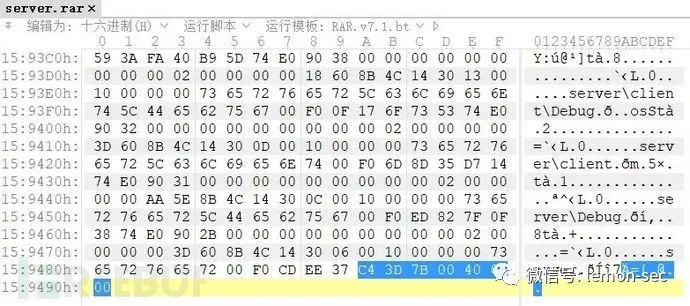 server.rar
编辑为: 十六进制(H) 运行脚本 运行模板: RAR.v7.1.bt
0 1 2 3 4 5 6 7 8 9 A B C D E F 0123456789ABCDEF
15:93C0h: 59 3A FA 40 B9 5D 74 E0 90 38 00 00 00 00 00 00 Y:ú@¹]tà.8......
15:93D0h: 00 00 00 02 00 00 00 00 18 60 8B 4C 14 30 13 00 .........`‹L.0..
15:93E0h: 10 00 00 00 73 65 72 76 65 72 5C 63 6C 69 65 6E ....server\clien
15:93F0h: 74 5C 44 65 62 75 67 00 F0 0F 17 6F 73 53 74 E0 t\Debug.ð..osStà
15:9400h: 90 32 00 00 00 00 00 00 00 00 02 00 00 00 00 .2..............
15:9410h: 3D 60 8B 4C 14 30 0D 00 10 00 00 00 73 65 72 76 =`‹L.0......serv
15:9420h: 65 72 5C 63 6C 69 65 6E 74 00 F0 6D 8D 35 D7 14 er\client.ðm.5×.
15:9430h: 74 E0 90 31 00 00 00 00 00 00 00 00 00 02 00 00 tà.1............
15:9440h: 00 00 AA 5E 8B 4C 14 30 0C 00 10 00 00 00 73 65 ..ª^‹L.0......se
15:9450h: 72 76 65 72 5C 44 65 62 75 67 00 F0 ED 82 7F 0F rver\Debug.ðí‚..
15:9460h: 38 74 E0 90 2B 00 00 00 00 00 00 00 00 00 02 00 8tà.+...........
15:9470h: 00 00 00 3D 60 8B 4C 14 30 06 00 10 00 00 00 73 ...=`‹L.0......s
15:9480h: 65 72 76 65 72 00 F0 CD EE 37 C4 3D 7B 00 40 0
15:9490h: 00 .
微信号: lemon-sec